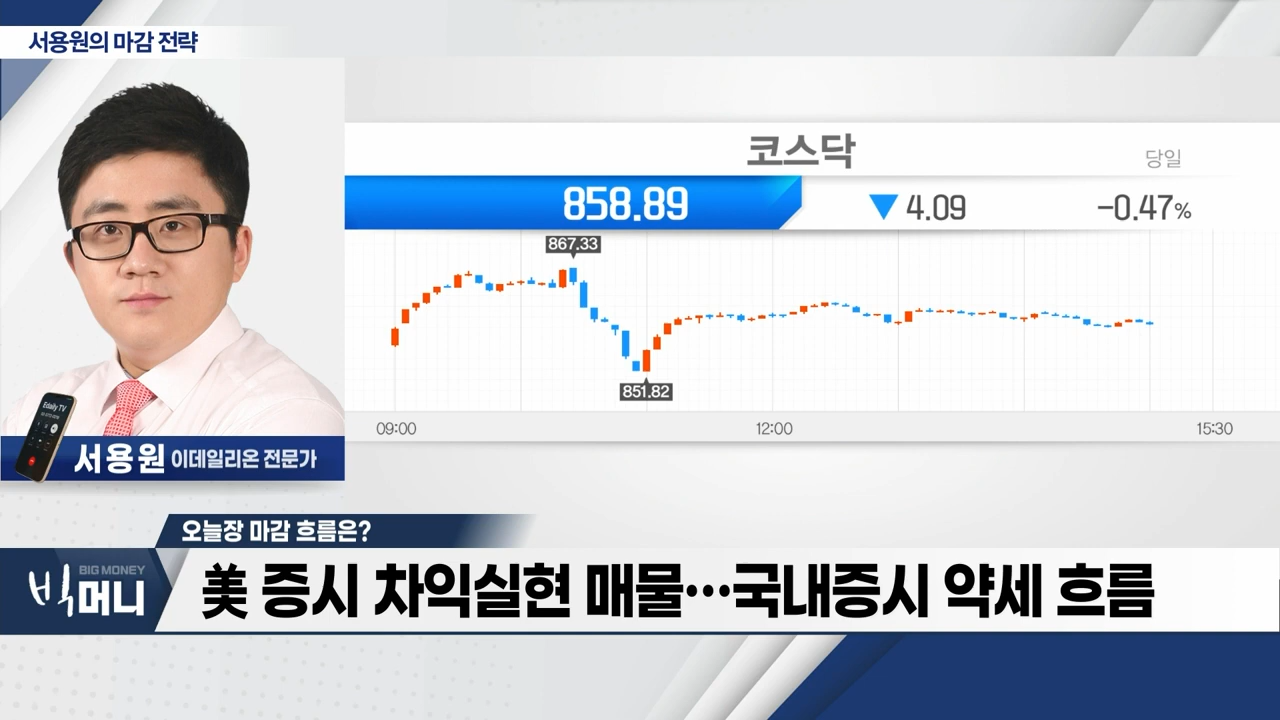 서용원의 마감 전략
코스닥
당일
858.89
▼ 4.09
-0.47%
867.33
851.82
09:00
12:00
15:30
Edaily TV
서용원 이데일리온 전문가
오늘장 마감 흐름은?
BIG MONEY
빅머니
美 증시 차익실현 매물…국내증시 약세 흐름